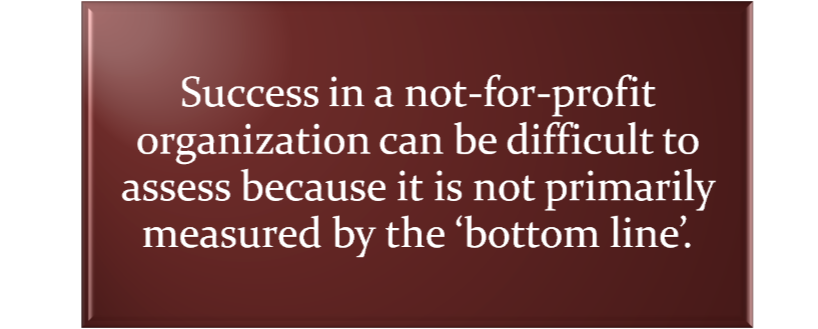 Success in a not-for-profit
organization can be difficult to
assess because it is not primarily
measured by the ‘bottom line’.